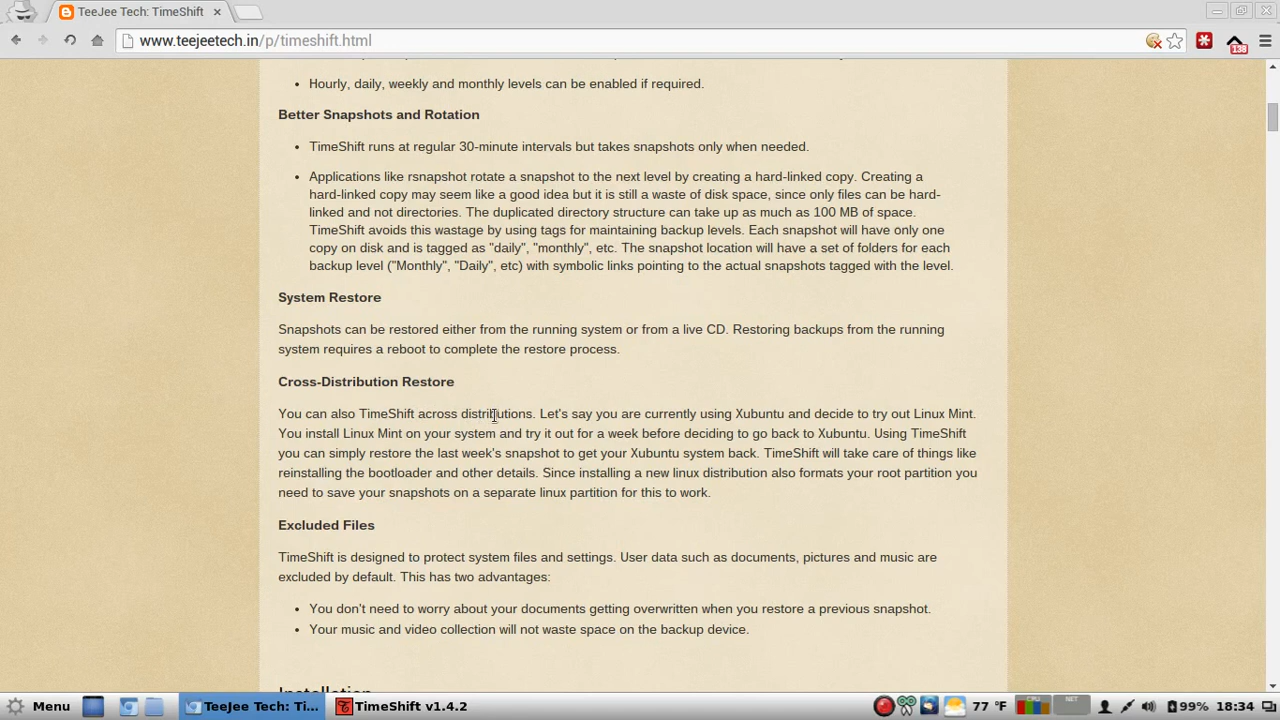 TeeJee Tech: TimeShift
www.teejeetech.in/p/timeshift.html
138
• Hourly, daily, weekly and monthly levels can be enabled if required.
Better Snapshots and Rotation
• TimeShift runs at regular 30-minute intervals but takes snapshots only when needed.
• Applications like rsnapshot rotate a snapshot to the next level by creating a hard-linked copy. Creating a
hard-linked copy may seem like a good idea but it is still a waste of disk space, since only files can be hard-
linked and not directories. The duplicated directory structure can take up as much as 100 MB of space.
TimeShift avoids this wastage by using tags for maintaining backup levels. Each snapshot will have only one
copy on disk and is tagged as "daily", "monthly", etc. The snapshot location will have a set of folders for each
backup level ("Monthly", "Daily", etc) with symbolic links pointing to the actual snapshots tagged with the level.
System Restore
Snapshots can be restored either from the running system or from a live CD. Restoring backups from the running
system requires a reboot to complete the restore process.
Cross-Distribution Restore
You can also TimeShift across distributions. Let's say you are currently using Xubuntu and decide to try out Linux Mint.
You install Linux Mint on your system and try it out for a week before deciding to go back to Xubuntu. Using TimeShift
you can simply restore the last week's snapshot to get your Xubuntu system back. TimeShift will take care of things like
reinstalling the bootloader and other details. Since installing a new linux distribution also formats your root partition you
need to save your snapshots on a separate linux partition for this to work.
Excluded Files
TimeShift is designed to protect system files and settings. User data such as documents, pictures and music are
excluded by default. This has two advantages:
• You don't need to worry about your documents getting overwritten when you restore a previous snapshot.
• Your music and video collection will not waste space on the backup device.
Installation
Menu
TeeJee Tech: Ti...
TimeShift v1.4.2
77 °F
CPU
NET
99%
18:34